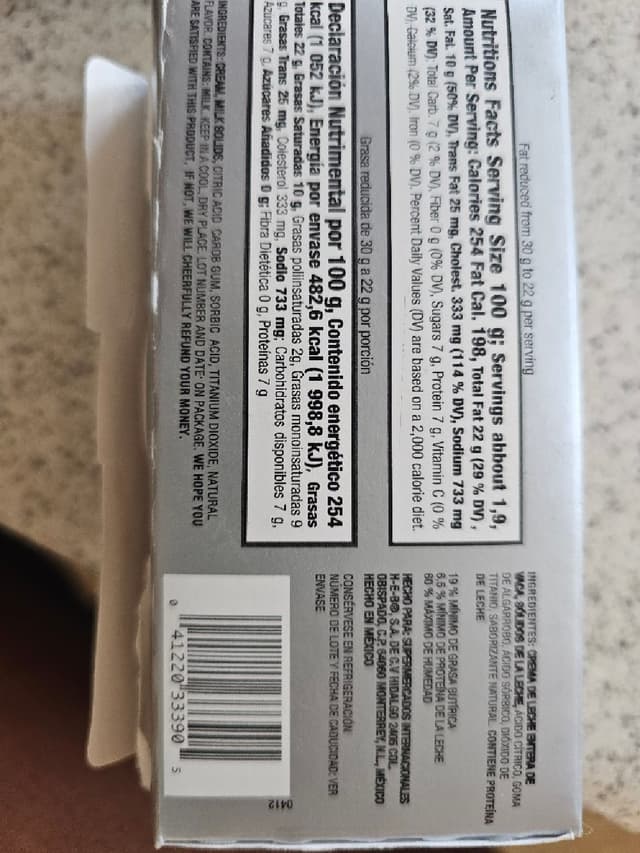 Fat reduced from 30 g to 22 g per serving
Nutritions Facts Serving Size 100 g; Servings abbout 1,9,
Amount Per Serving: Calories 254 Fat Cal. 198, Total Fat 22 g (29 % DV),
Sat. Fat. 10 g (50% DV), Trans Fat 25 mg, Cholest. 333 mg (114 % DV), Sodium 733 mg
(32 % DV), Total Carb. 7 g (2 % DV), Fiber 0 g (0% DV), Sugars 7 g, Protein 7 g, Vitamin C (0 %
DV), Calcium (2% DV), Iron (0 % DV). Percent Daily Values (DV) are based on a 2,000 calorie diet.
Grasa reducida de 30 g a 22 g por porción
Declaración Nutrimental por 100 g, Contenido energético 254
kcal (1 052 kJ), Energía por envase 482,6 kcal (1 998,8 kJ), Grasas
Totales 22 g, Grasas Saturadas 10 g, Grasas poliinsaturadas 2g, Grasas monoinsaturadas 9
g, Grasas Trans 25 mg, Colesterol 333 mg, Sodio 733 mg; Carbohidratos disponibles 7 g,
Azúcares 7 g, Azúcares Añadidos 0 g; Fibra Dietética 0 g, Proteínas 7 g
INGREDIENTS: CREAM, MILK SOLIDS, CITRIC ACID CAROB GUM, SORBIC ACID, TITANIUM DIOXIDE, NATURAL
FLAVOR. CONTAINS: MILK. KEEP IN A COOL, DRY PLACE. LOT NUMBER AND DATE: ON PACKAGE. WE HOPE YOU
ARE SATISFIED WITH THIS PRODUCT, IF NOT, WE WILL CHEERFULLY REFUND YOUR MONEY.
INGREDIENTES: CREMA DE LECHE ENTERA DE
VACA, SÓLIDOS DE LA LECHE, ÁCIDO CÍTRICO, GOMA
DE ALGARROBO, ÁCIDO SÓRBICO, DIÓXIDO DE
TITANIO, SABORIZANTE NATURAL. CONTIENE PROTEÍNA
DE LECHE
19 % MÍNIMO DE GRASA BUTÍRICA
6,5 % MÍNIMO DE PROTEÍNA DE LA LECHE
60 % MÁXIMO DE HUMEDAD
HECHO PARA: SUPERMERCADOS INTERNACIONALES
H-E-B®, S.A. DE C.V HIDALGO 2405 COL.
OBISPADO, C.P. 64060 MONTERREY, N.L., MÉXICO
HECHO EN MÉXICO
CONSÉRVESE EN REFRIGERACIÓN
NÚMERO DE LOTE Y FECHA DE CADUCIDAD: VER
ENVASE
0412
0 41220 33390 5